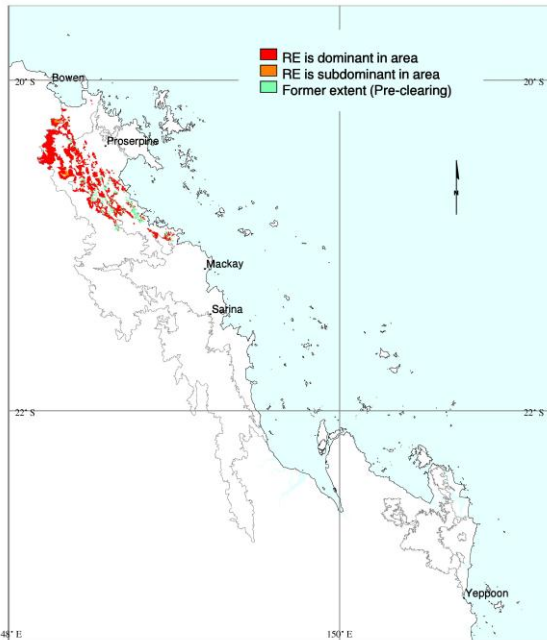 RE is dominant in area
20° S
20° S
RE is subdominant in area
Bowen
Former extent (Pre-clearing)
Proserpine
N
Mackay
Sarina
22° S
22° S
Yeppoon
48° E
150° E